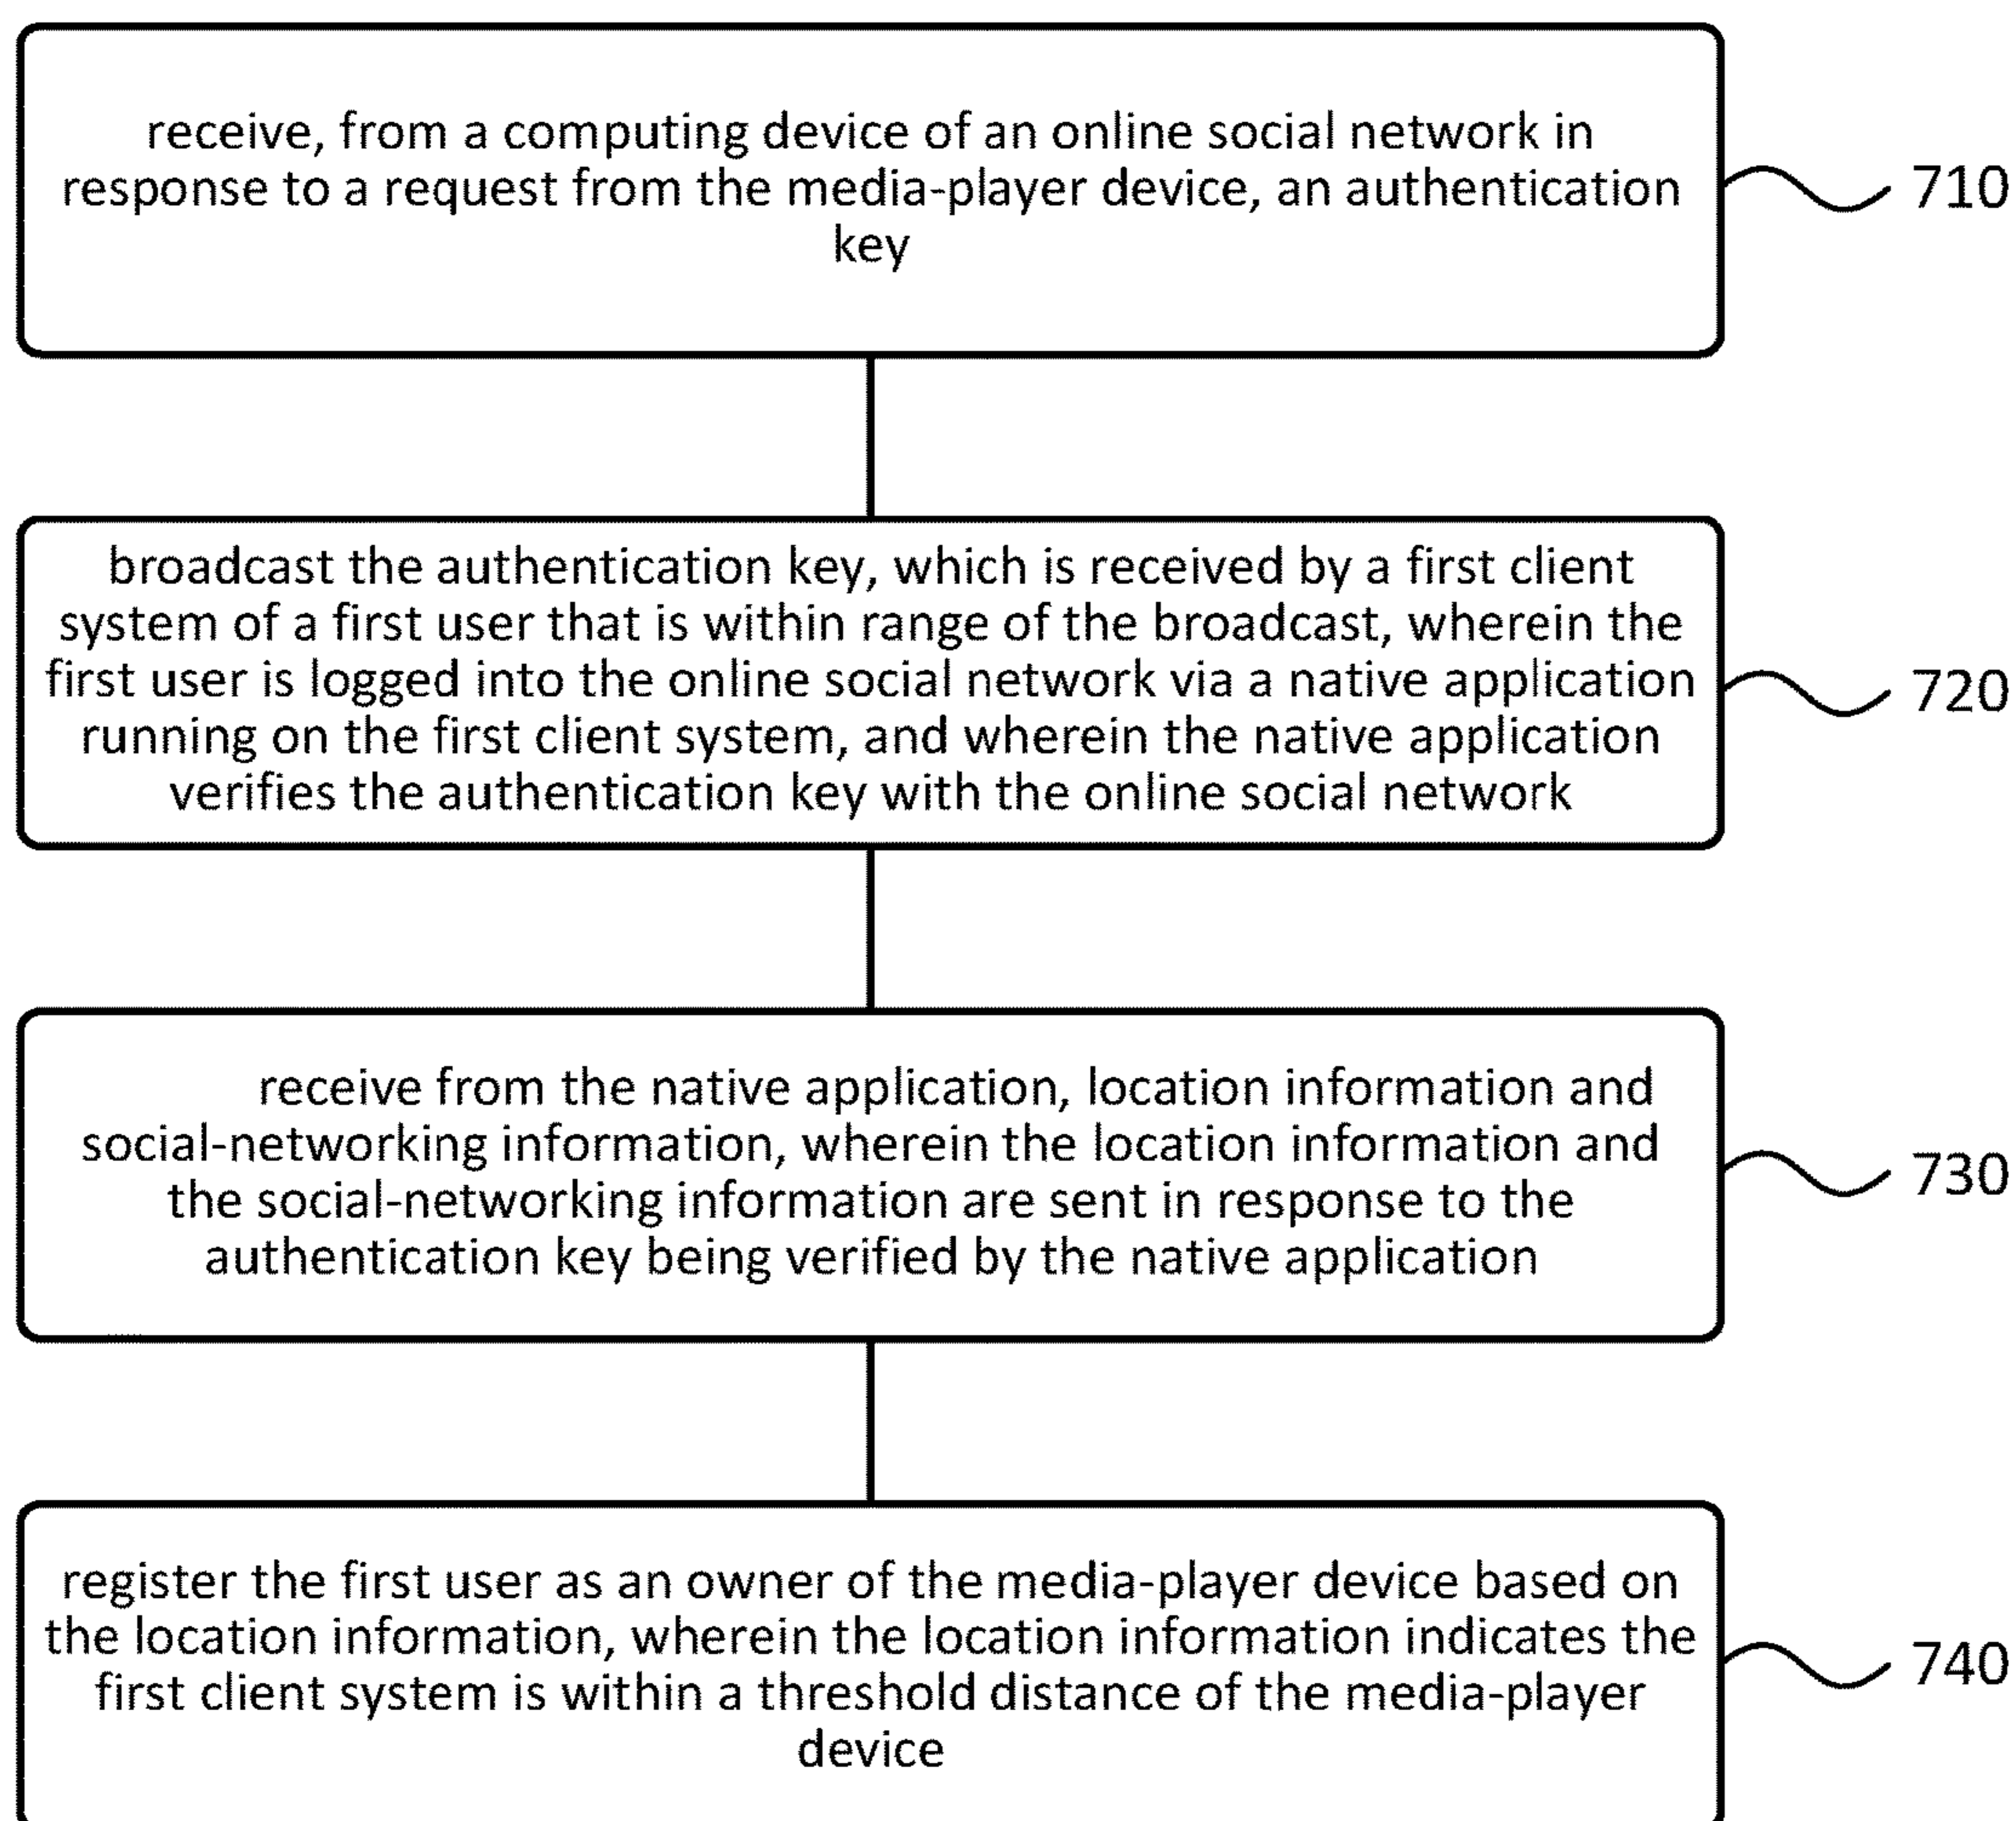 receive, from a computing device of an online social network in
response to a request from the media-player device, an authentication
key
710
broadcast the authentication key, which is received by a first client
system of a first user that is within range of the broadcast, wherein the
first user is logged into the online social network via a native application
running on the first client system, and wherein the native application
verifies the authentication key with the online social network
720
receive from the native application, location information and
social-networking information, wherein the location information and
the social-networking information are sent in response to the
authentication key being verified by the native application
730
register the first user as an owner of the media-player device based on
the location information, wherein the location information indicates the
first client system is within a threshold distance of the media-player
device
740